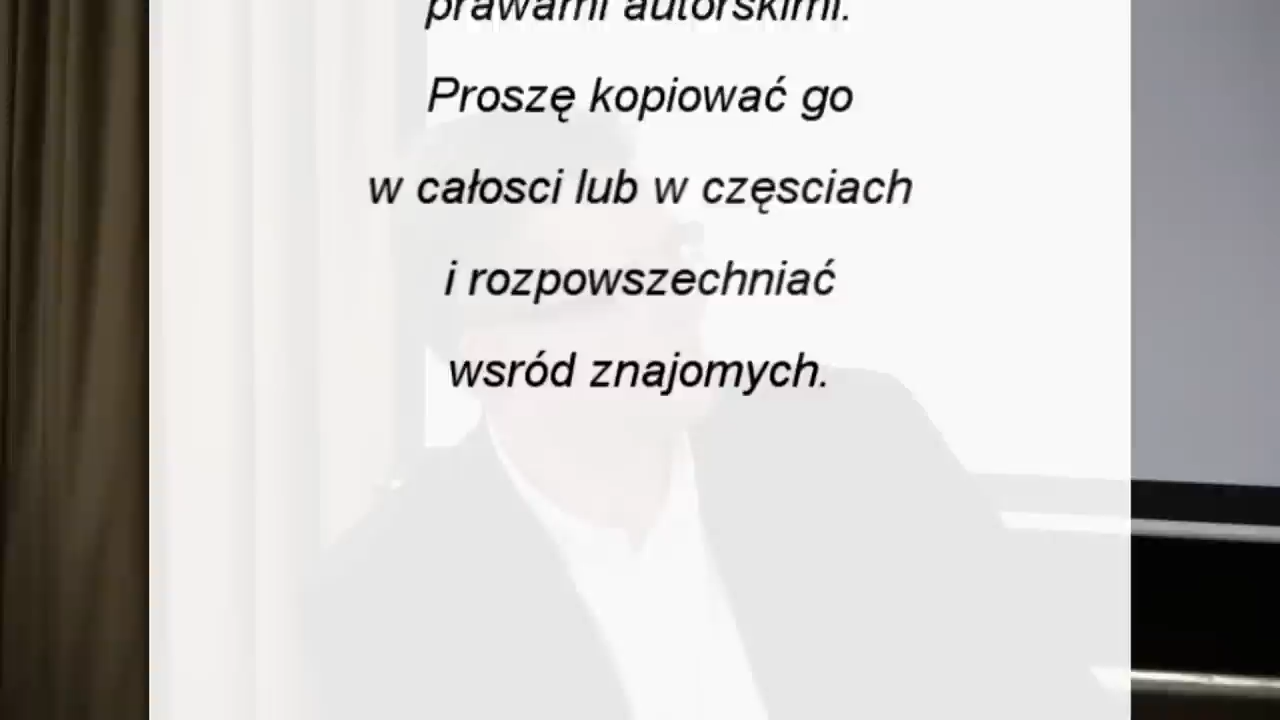 prawami autorskimi.
Proszę kopiować go
w całosci lub w częsciach
i rozpowszechniać
wsród znajomych.